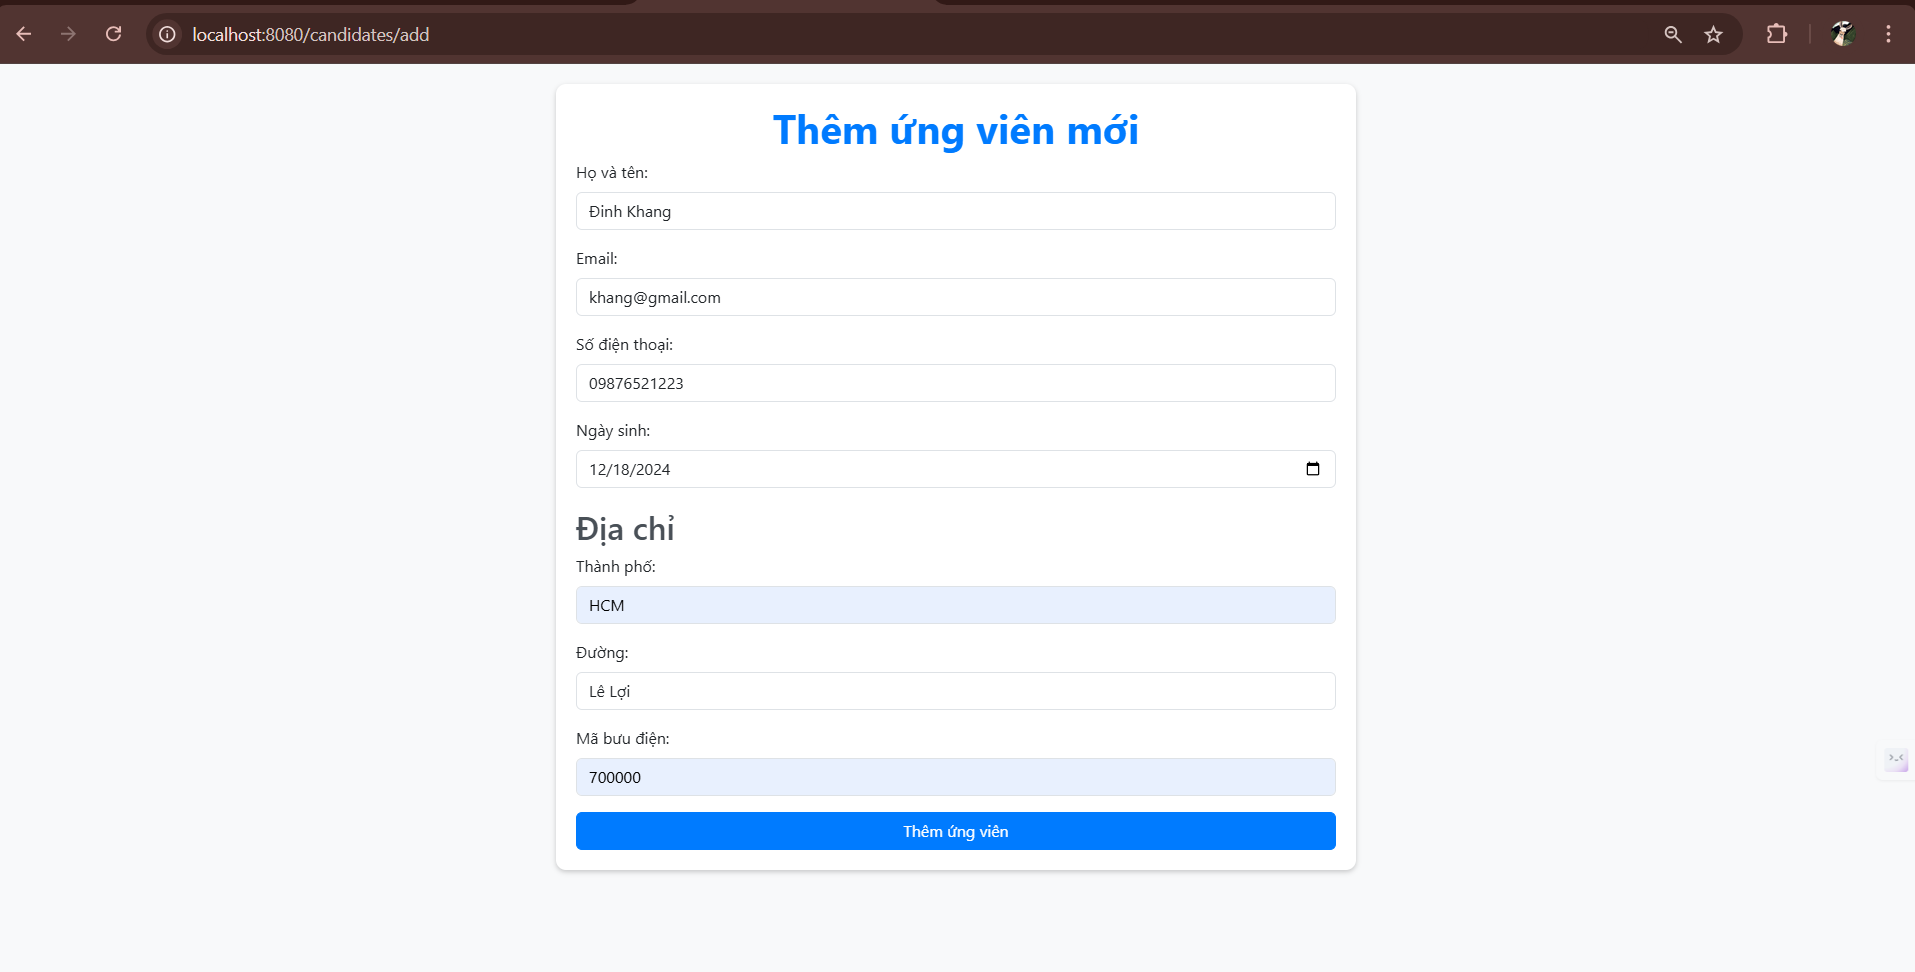 localhost:8080/candidates/add
Thêm ứng viên mới
Họ và tên:
Đinh Khang
Email:
khang@gmail.com
Số điện thoại:
09876521223
Ngày sinh:
12/18/2024
Địa chỉ
Thành phố:
HCM
Đường:
Lê Lợi
Mã bưu điện:
700000
Thêm ứng viên